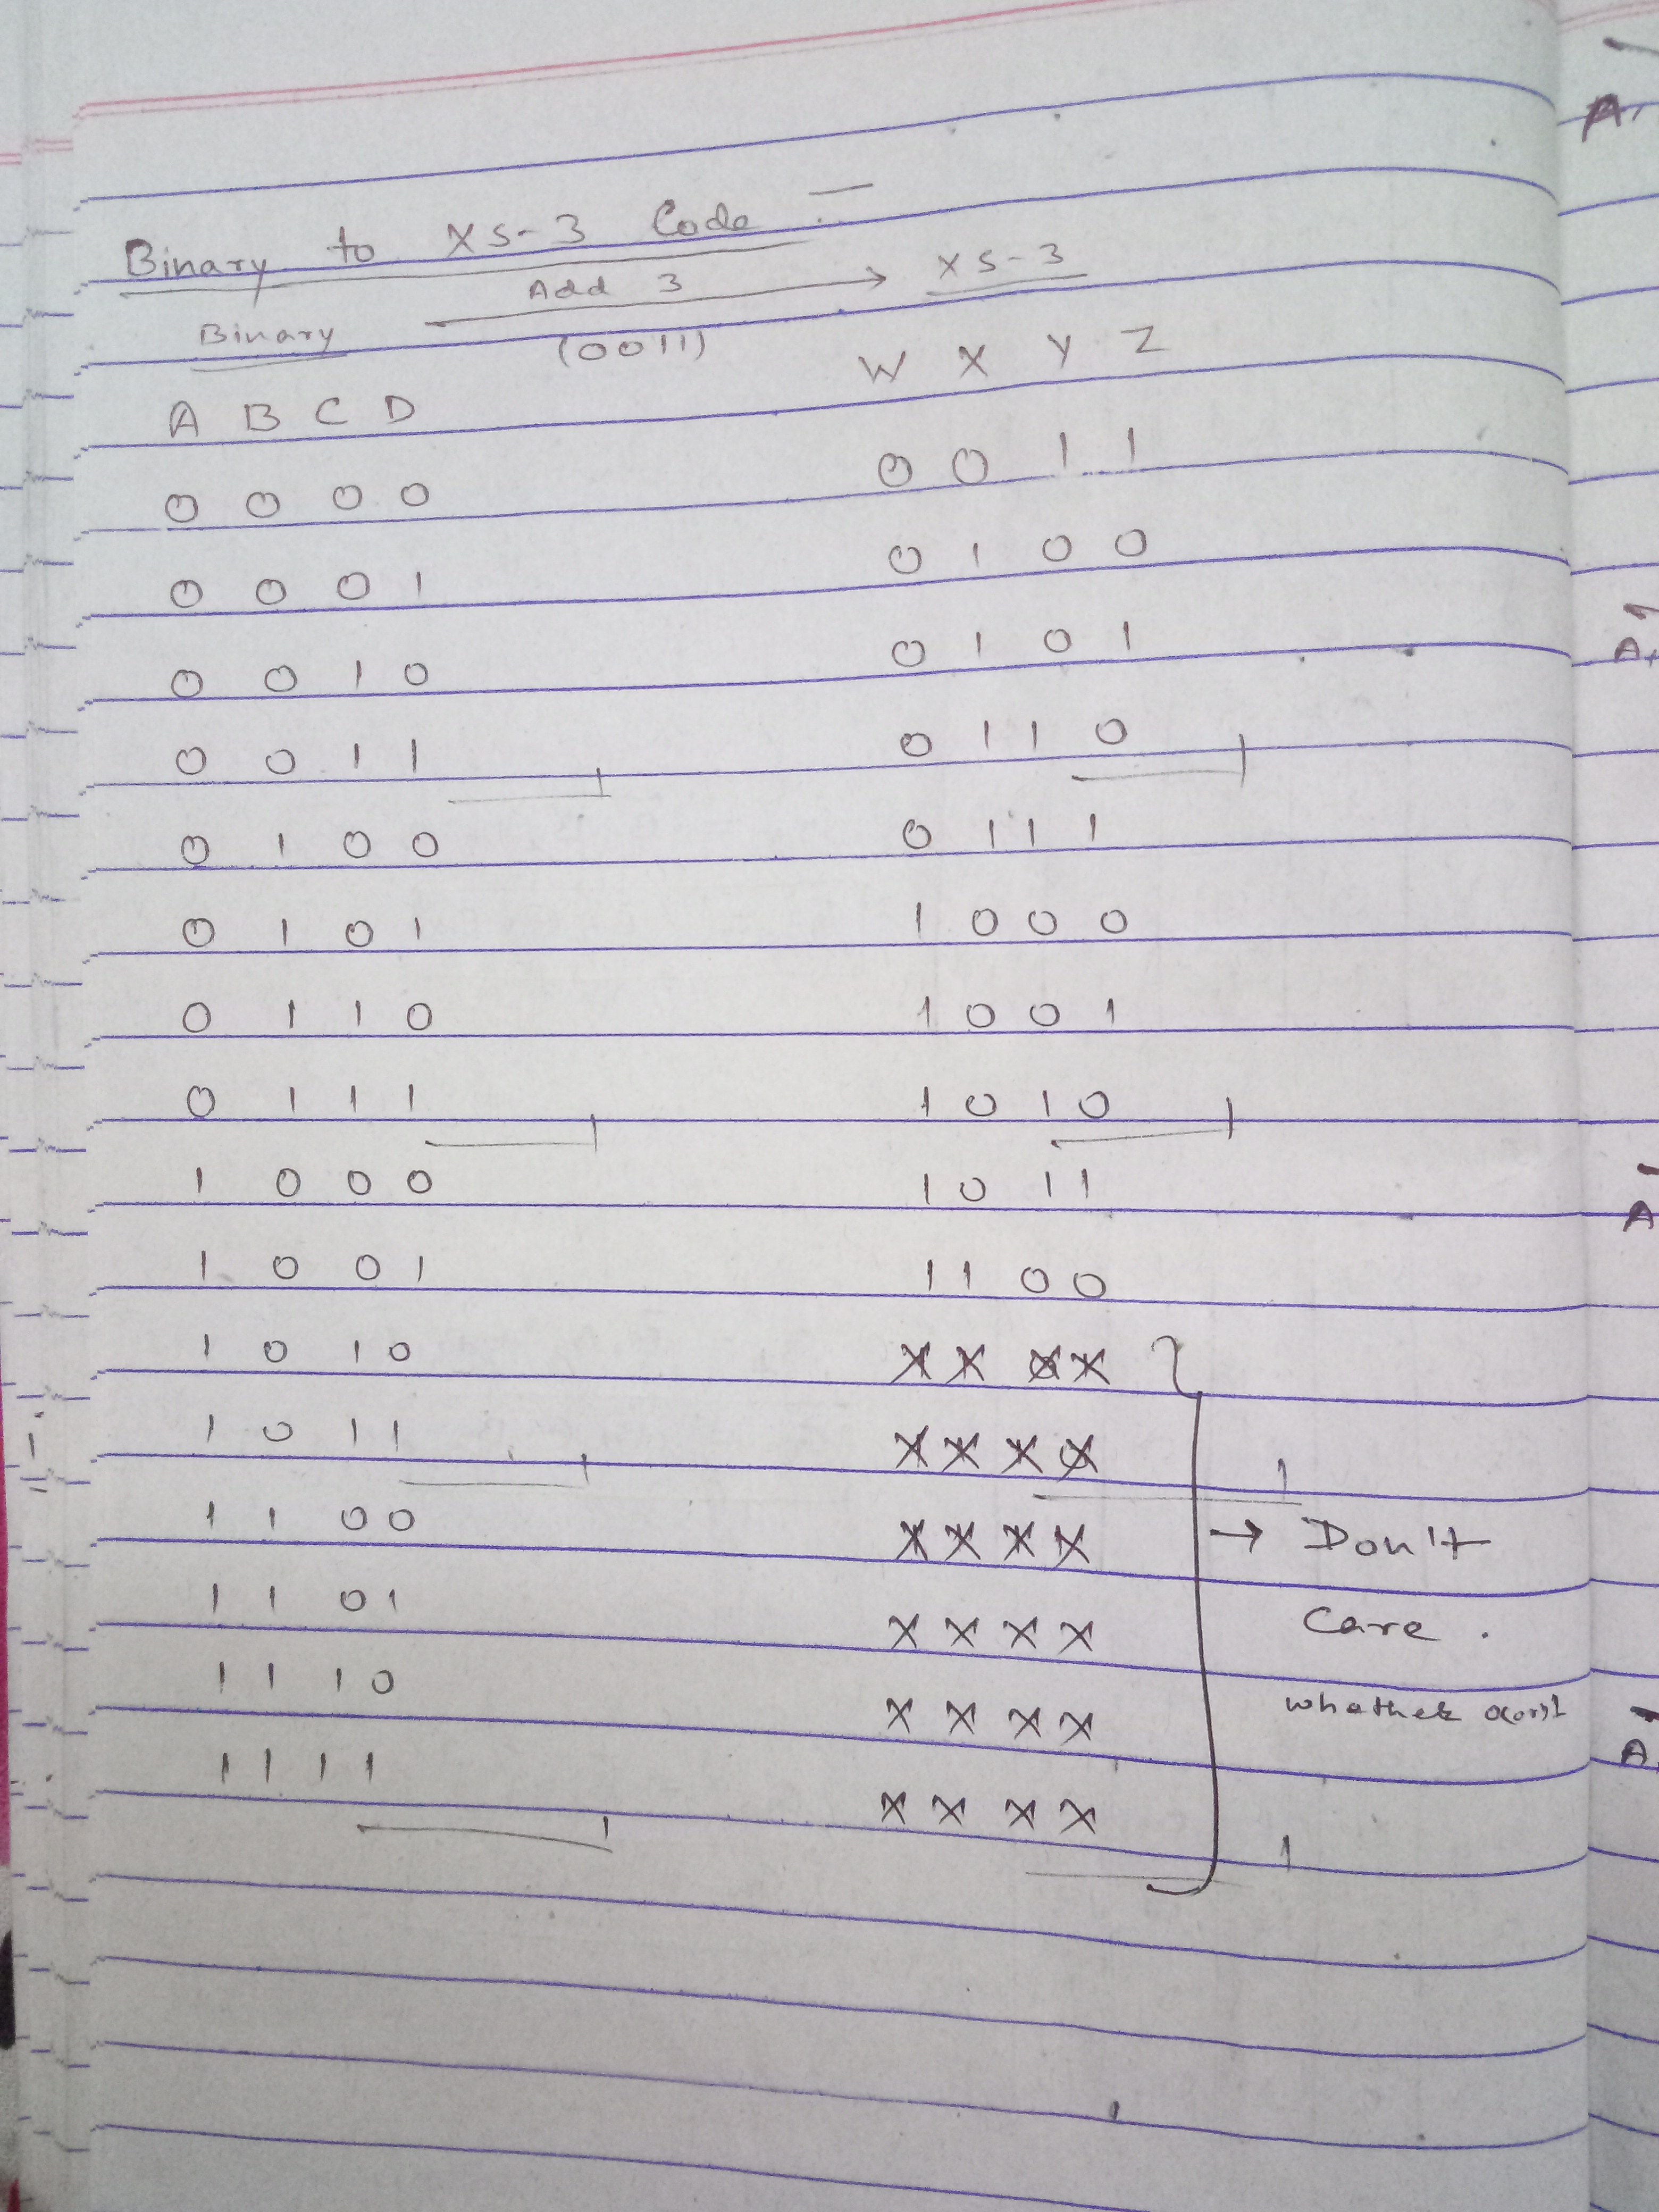 Binary to XS-3 Code :-
Binary Add 3 → XS-3
(0011)
A B C D W X Y Z
0 0 0 0 0 0 1 1
0 0 0 1 0 1 0 0
0 0 1 0 0 1 0 1
0 0 1 1 0 1 1 0
0 1 0 0 0 1 1 1
0 1 0 1 1 0 0 0
0 1 1 0 1 0 0 1
0 1 1 1 1 0 1 0
1 0 0 0 1 0 1 1
1 0 0 1 1 1 0 0
1 0 1 0 X X X X
1 0 1 1 X X X X
1 1 0 0 X X X X → Don't
1 1 0 1 X X X X Care .
1 1 1 0 X X X X whether 0(or)1
1 1 1 1 X X X X